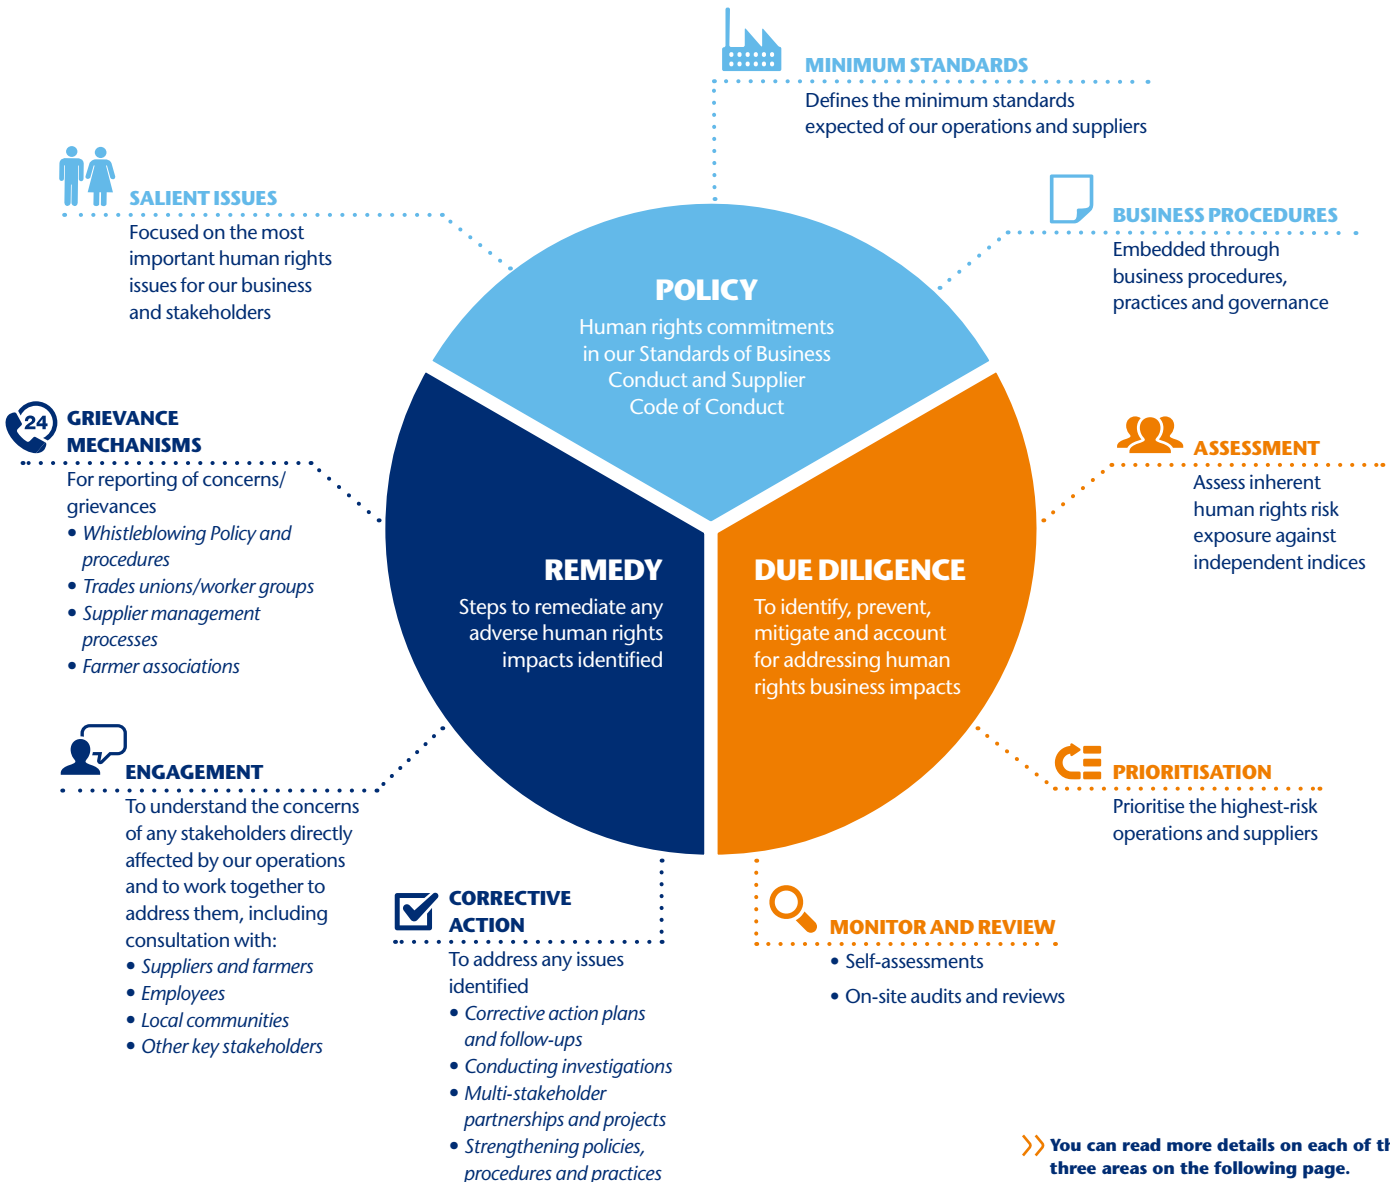 MINIMUM STANDARDS
Defines the minimum standards
expected of our operations and suppliers
SALIENT ISSUES
Focused on the most
important human rights
issues for our business
and stakeholders
BUSINESS PROCEDURES
Embedded through
business procedures,
practices and governance
POLICY
Human rights commitments
in our Standards of Business
Conduct and Supplier
Code of Conduct
24
GRIEVANCE
MECHANISMS
For reporting of concerns/
grievances
• Whistleblowing Policy and
procedures
• Trades unions/worker groups
• Supplier management
processes
• Farmer associations
ASSESSMENT
Assess inherent
human rights risk
exposure against
independent indices
REMEDY
Steps to remediate any
adverse human rights
impacts identified
DUE DILIGENCE
To identify, prevent,
mitigate and account
for addressing human
rights business impacts
ENGAGEMENT
To understand the concerns
of any stakeholders directly
affected by our operations
and to work together to
address them, including
consultation with:
• Suppliers and farmers
• Employees
• Local communities
• Other key stakeholders
PRIORITISATION
Prioritise the highest-risk
operations and suppliers
CORRECTIVE
ACTION
To address any issues
identified
• Corrective action plans
and follow-ups
• Conducting investigations
• Multi-stakeholder
partnerships and projects
• Strengthening policies,
procedures and practices
MONITOR AND REVIEW
• Self-assessments
• On-site audits and reviews
You can read more details on each of
three areas on the following page.